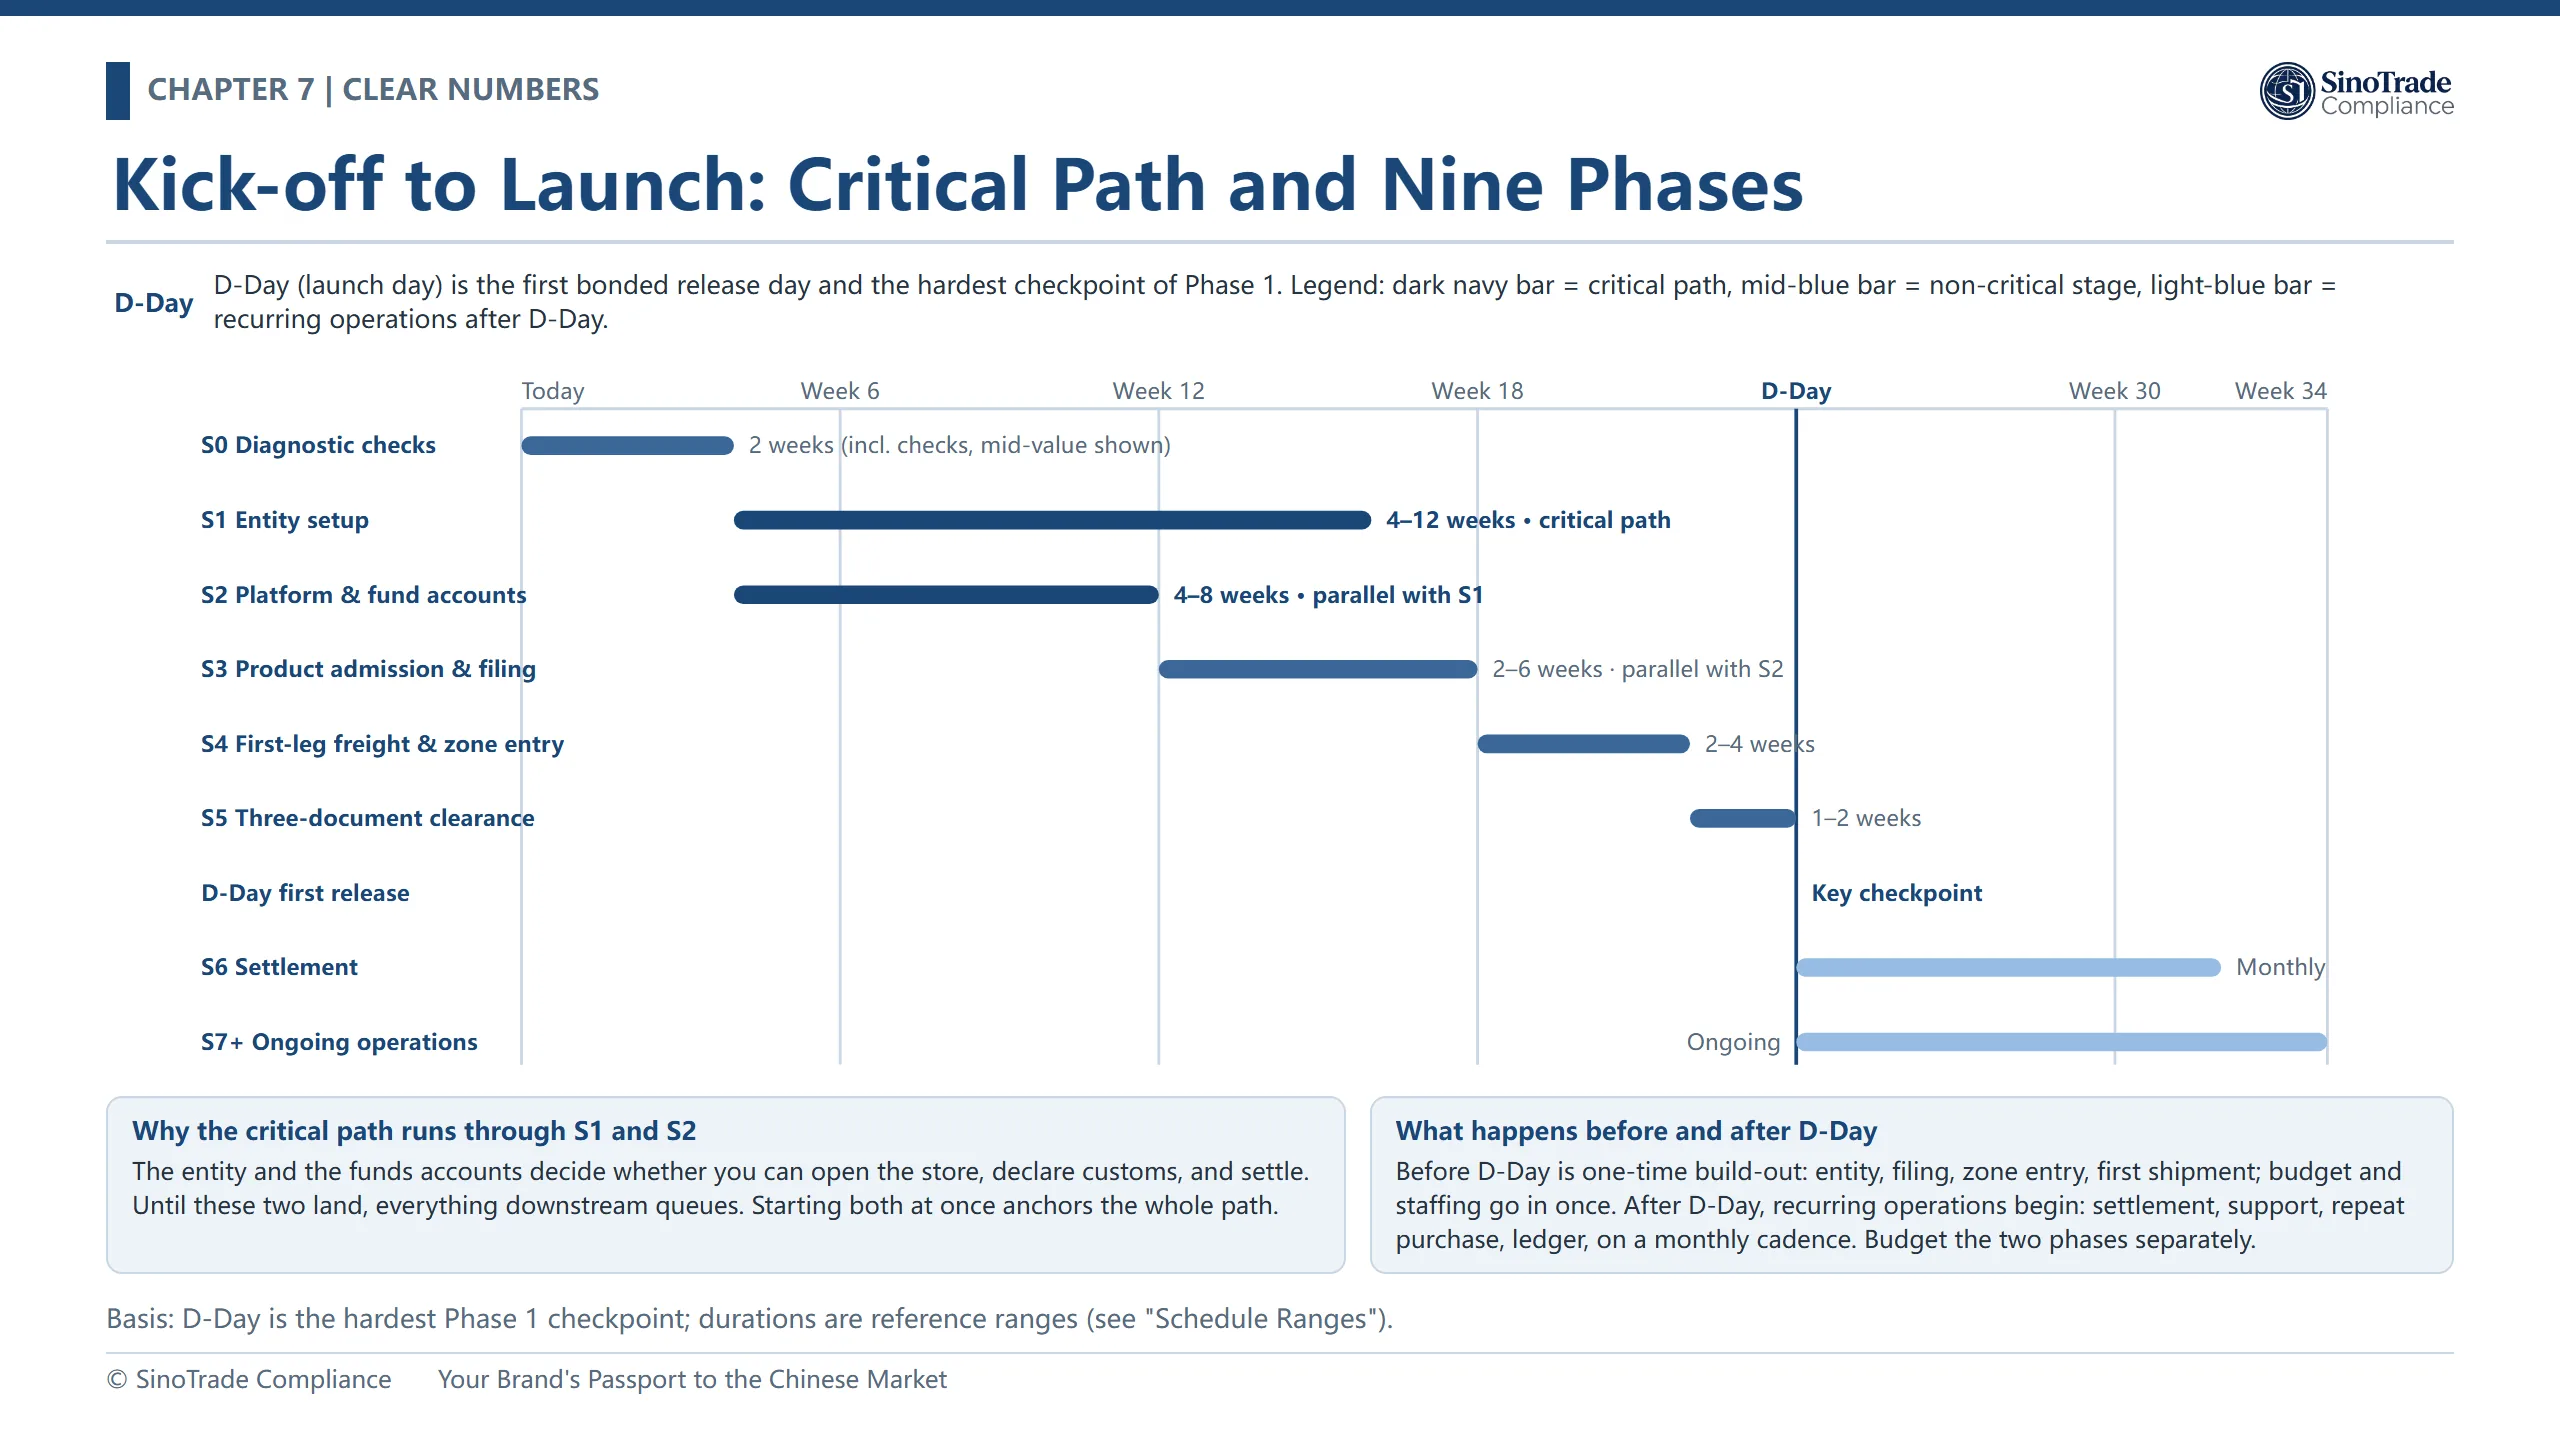 CHAPTER 7 | CLEAR NUMBERS
SinoTrade
Compliance
Kick-off to Launch: Critical Path and Nine Phases
D-Day
D-Day (launch day) is the first bonded release day and the hardest checkpoint of Phase 1. Legend: dark navy bar = critical path, mid-blue bar = non-critical stage, light-blue bar =
recurring operations after D-Day.
Today Week 6 Week 12 Week 18 D-Day Week 30 Week 34
S0 Diagnostic checks 2 weeks (incl. checks, mid-value shown)
S1 Entity setup 4–12 weeks • critical path
S2 Platform & fund accounts 4–8 weeks • parallel with S1
S3 Product admission & filing 2–6 weeks · parallel with S2
S4 First-leg freight & zone entry 2–4 weeks
S5 Three-document clearance 1–2 weeks
D-Day first release Key checkpoint
S6 Settlement Monthly
S7+ Ongoing operations Ongoing
Why the critical path runs through S1 and S2
The entity and the funds accounts decide whether you can open the store, declare customs, and settle.
Until these two land, everything downstream queues. Starting both at once anchors the whole path.
What happens before and after D-Day
Before D-Day is one-time build-out: entity, filing, zone entry, first shipment; budget and
staffing go in once. After D-Day, recurring operations begin: settlement, support, repeat
purchase, ledger, on a monthly cadence. Budget the two phases separately.
Basis: D-Day is the hardest Phase 1 checkpoint; durations are reference ranges (see "Schedule Ranges").
© SinoTrade Compliance Your Brand's Passport to the Chinese Market